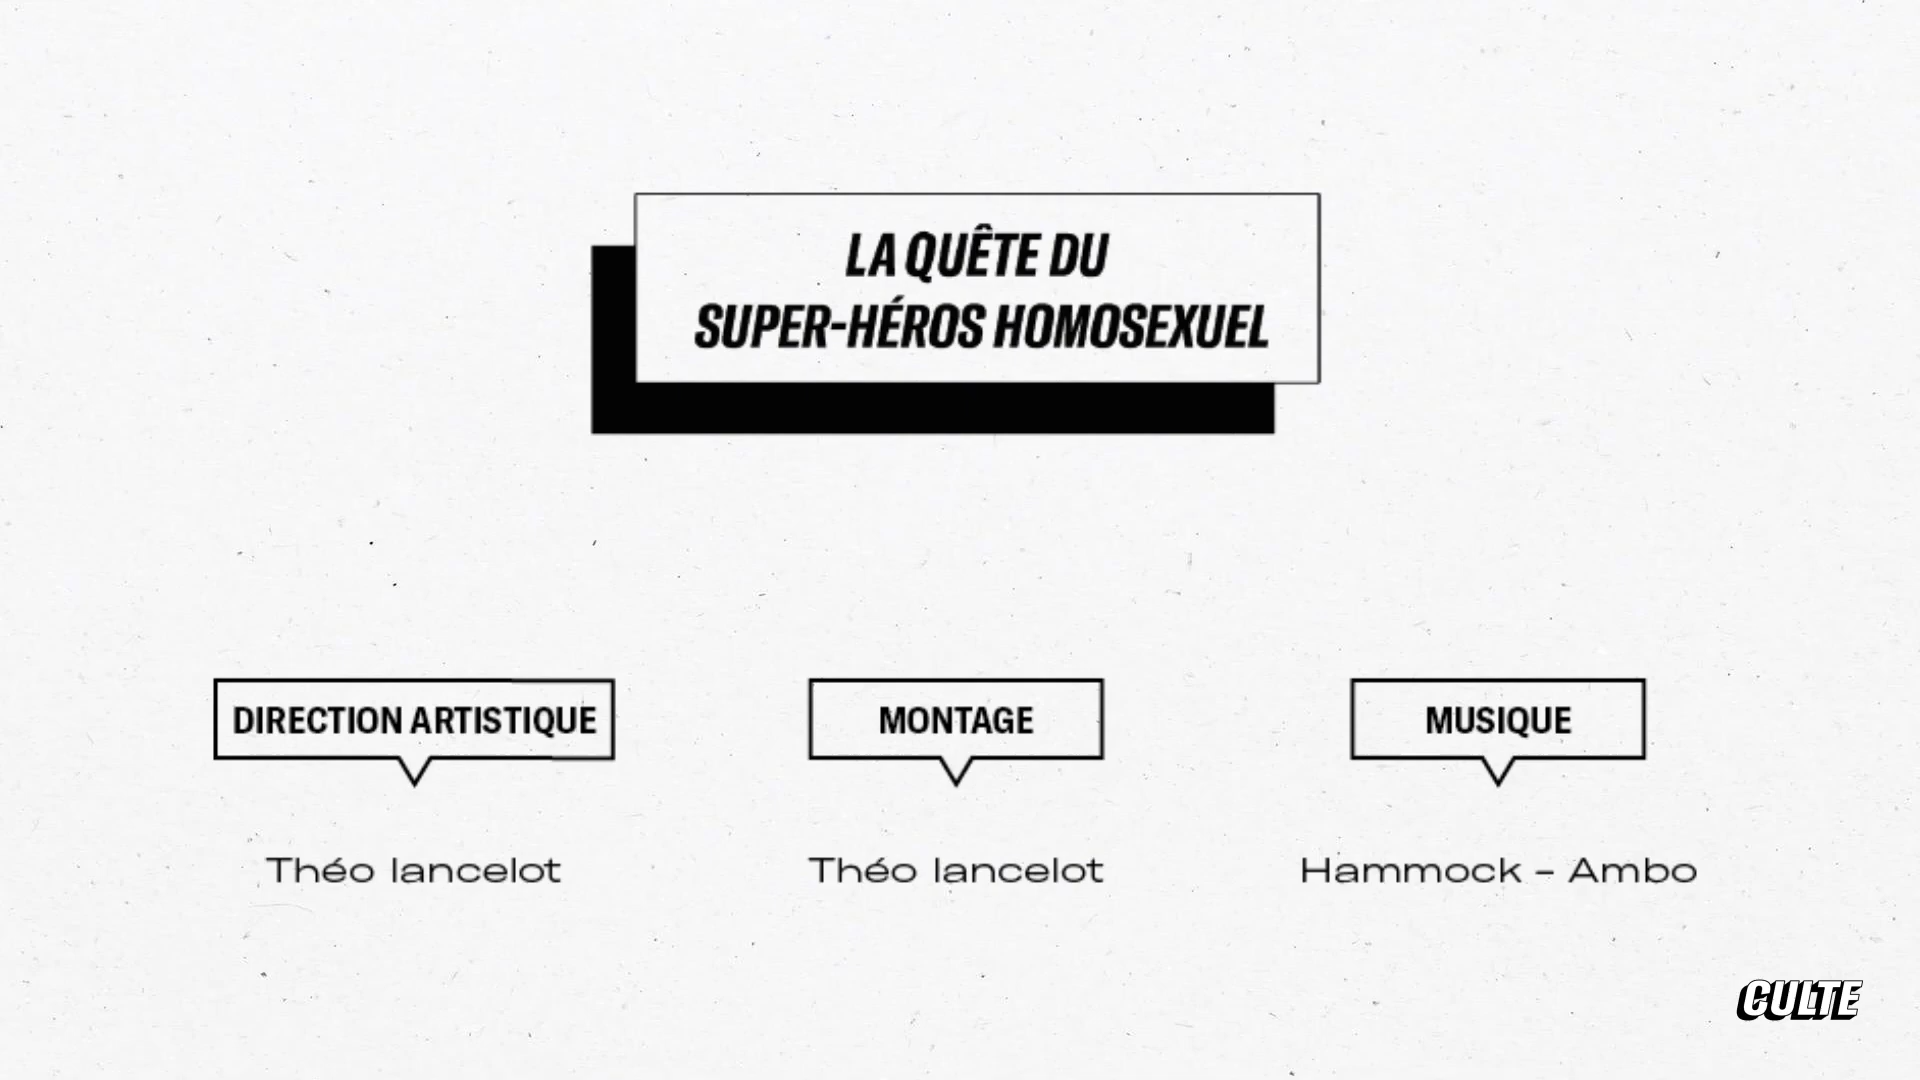 LA QUÊTE DU
SUPER-HÉROS HOMOSEXUEL
DIRECTION ARTISTIQUE
Théo lancelot
MONTAGE
Théo lancelot
MUSIQUE
Hammock - Ambo
CULTE